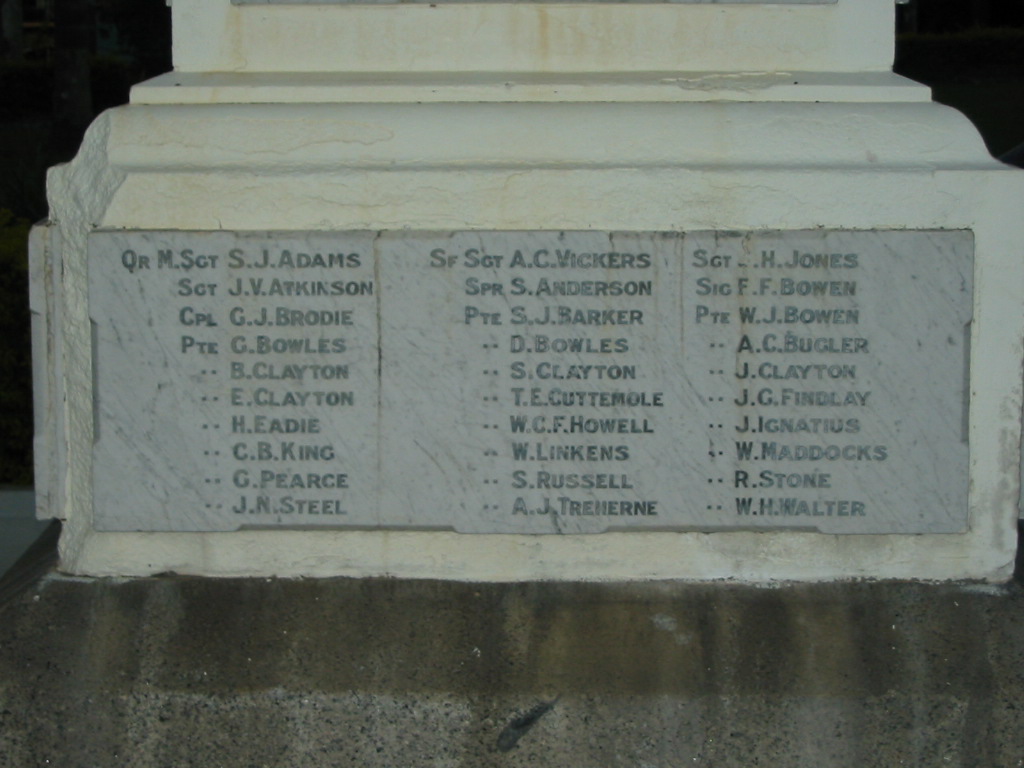 QR M.SGT S.J.ADAMS
SGT J.V.ATKINSON
CPL G.J.BRODIE
PTE G.BOWLES
·· B.CLAYTON
·· E.CLAYTON
·· H.EADIE
·· C.B.KING
·· G.PEARCE
·· J.N.STEEL
SF SGT A.C.VICKERS
SPR S.ANDERSON
PTE S.J.BARKER
·· D.BOWLES
·· S.CLAYTON
·· T.E.CUTTEMOLE
·· W.C.F.HOWELL
·· W.LINKENS
·· S.RUSSELL
·· A.J.TREHERNE
SGT H.JONES
SIG F.F.BOWEN
PTE W.J.BOWEN
·· A.C.BUGLER
·· J.CLAYTON
·· J.G.FINDLAY
·· J.IGNATIUS
·· W.MADDOCKS
·· R.STONE
·· W.H.WALTER